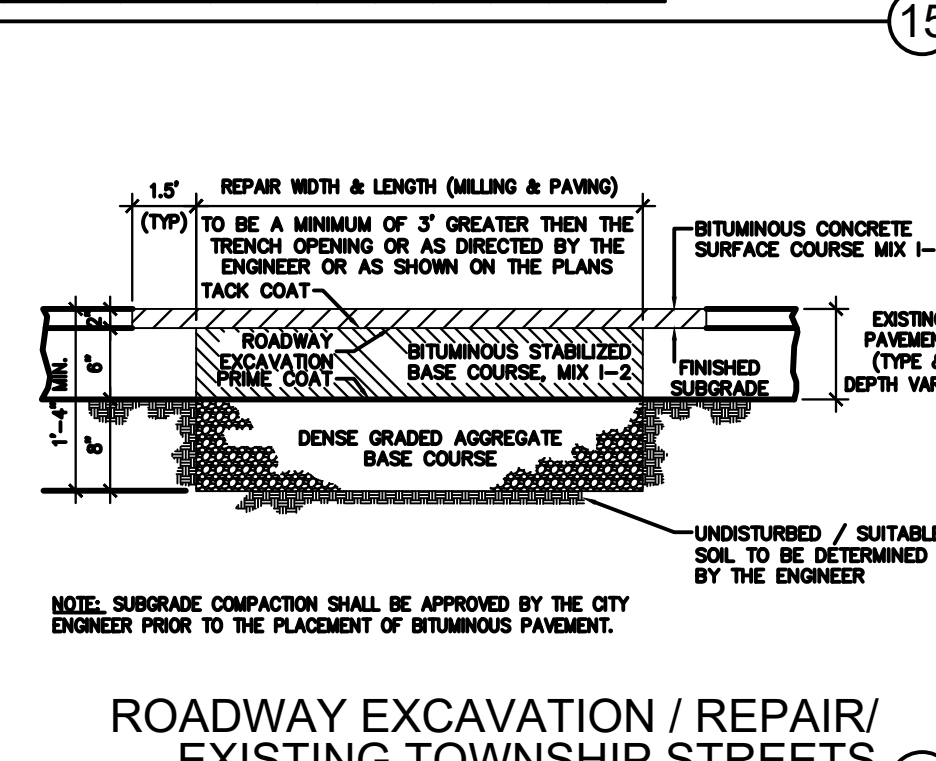 15
1.5'
(TYP)
REPAIR WIDTH & LENGTH (MILLING & PAVING)
TO BE A MINIMUM OF 3' GREATER THEN THE
TRENCH OPENING OR AS DIRECTED BY THE
ENGINEER OR AS SHOWN ON THE PLANS
TACK COAT
BITUMINOUS CONCRETE
SURFACE COURSE MIX I-
2"
6"
8"
1'-4" MIN.
ROADWAY
EXCAVATION
PRIME COAT
BITUMINOUS STABILIZED
BASE COURSE, MIX I-2
FINISHED
SUBGRADE
EXISTING
PAVEMEN
(TYPE &
DEPTH VAR
DENSE GRADED AGGREGATE
BASE COURSE
UNDISTURBED / SUITABLE
SOIL TO BE DETERMINED
BY THE ENGINEER
NOTE: SUBGRADE COMPACTION SHALL BE APPROVED BY THE CITY
ENGINEER PRIOR TO THE PLACEMENT OF BITUMINOUS PAVEMENT.
ROADWAY EXCAVATION / REPAIR/
EXISTING TOWNSHIP STREETS